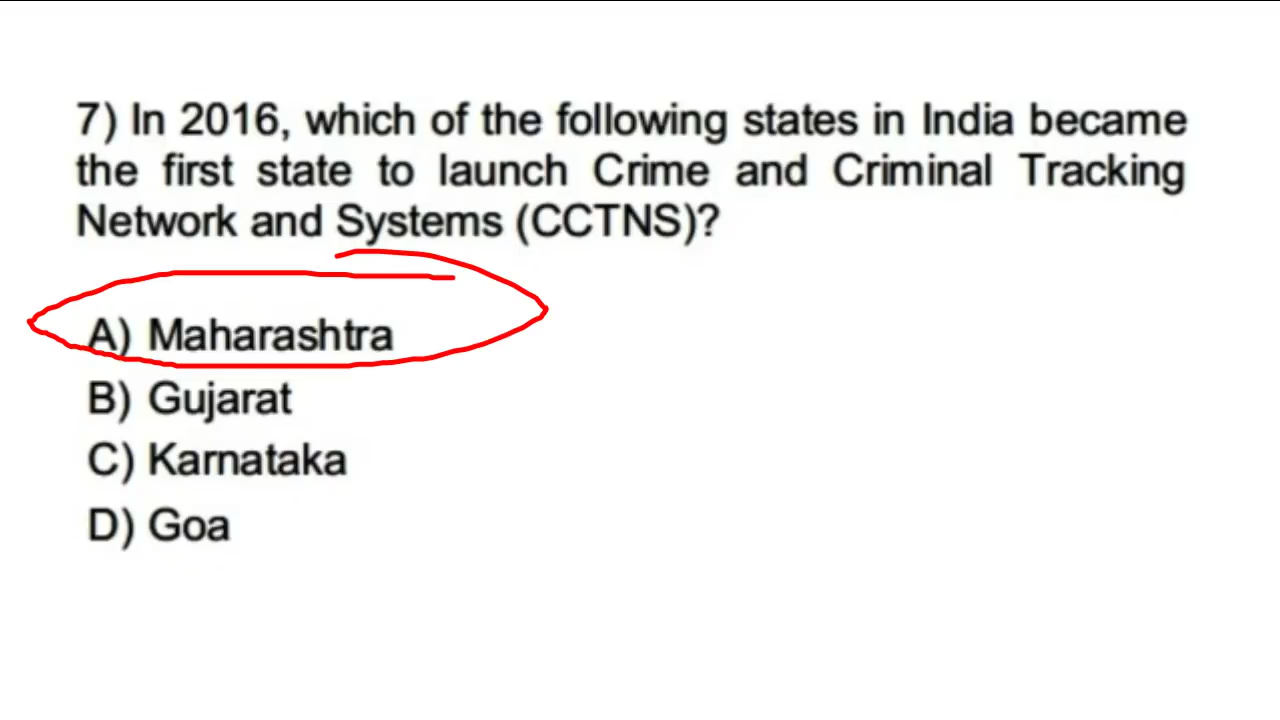 7) In 2016, which of the following states in India became
the first state to launch Crime and Criminal Tracking
Network and Systems (CCTNS)?
A) Maharashtra
B) Gujarat
C) Karnataka
D) Goa